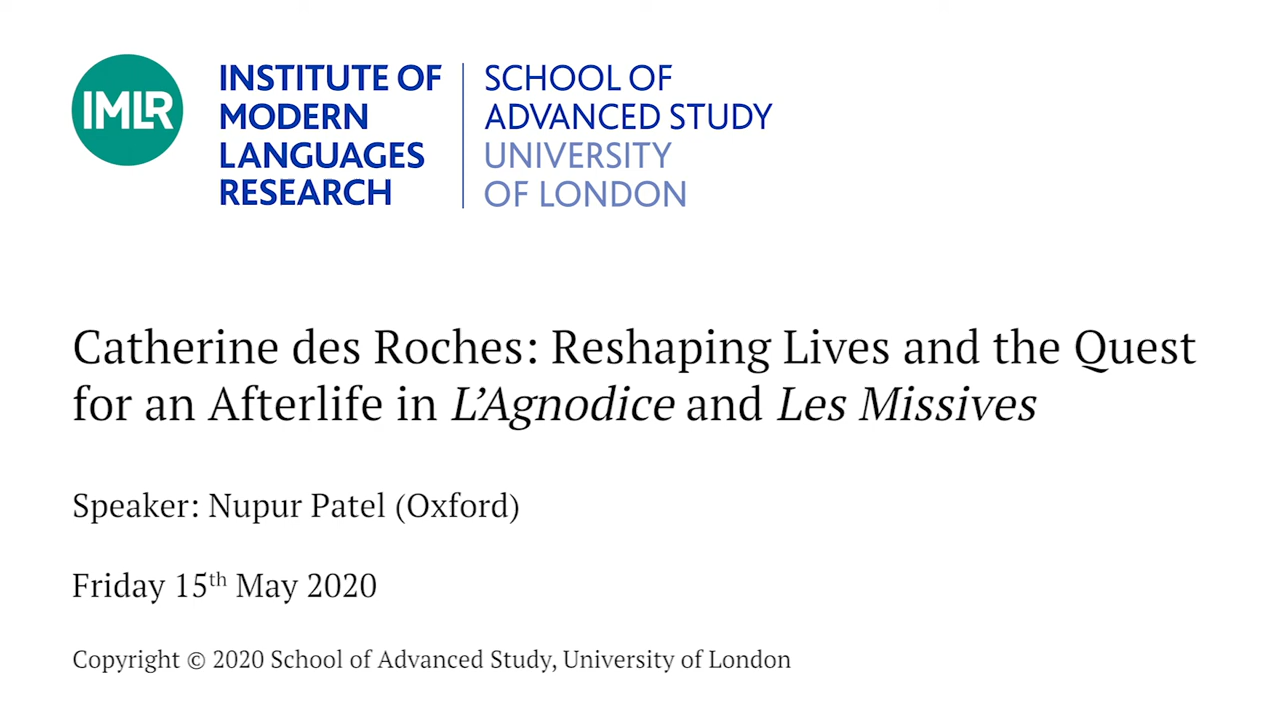 IMLR
INSTITUTE OF
MODERN
LANGUAGES
RESEARCH
SCHOOL OF
ADVANCED STUDY
UNIVERSITY
OF LONDON
Catherine des Roches: Reshaping Lives and the Quest
for an Afterlife in L’Agnodice and Les Missives
Speaker: Nupur Patel (Oxford)
Friday 15th May 2020
Copyright © 2020 School of Advanced Study, University of London